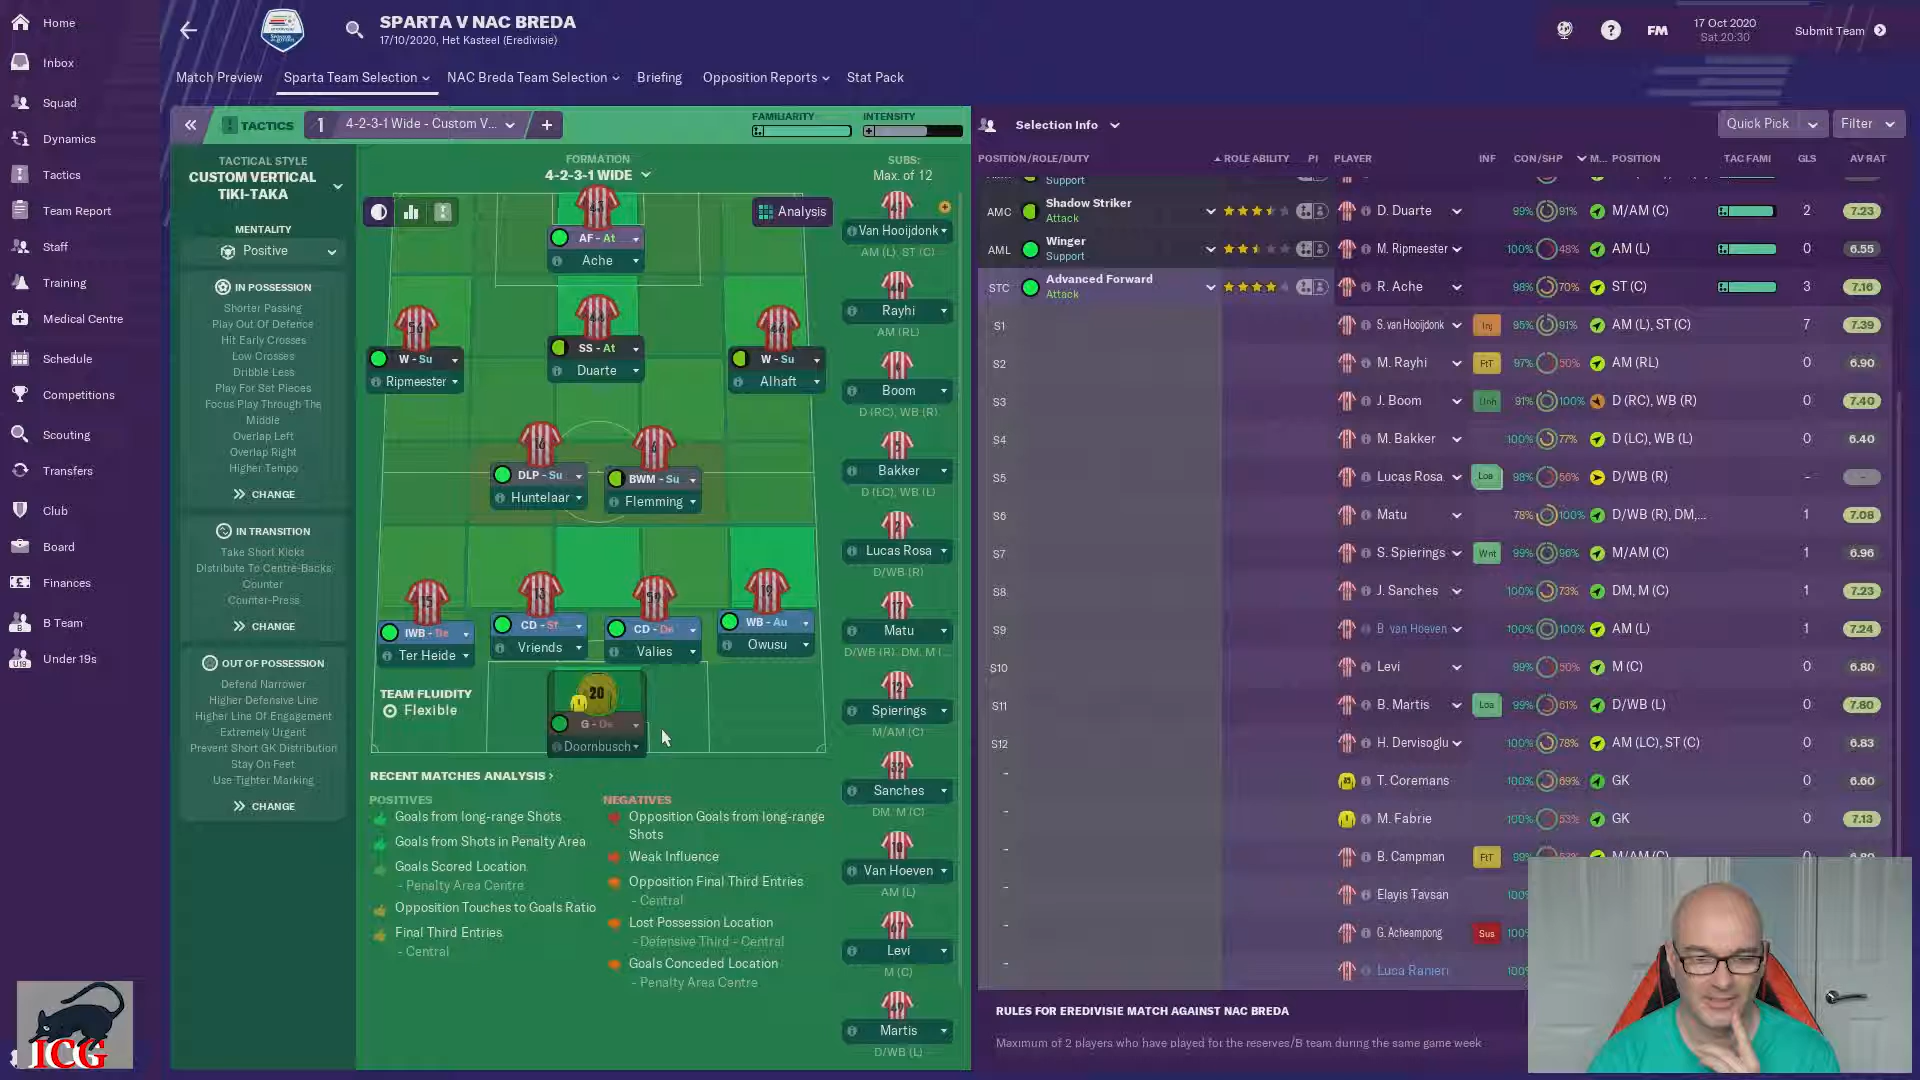 Home
Inbox
Squad
Dynamics
Tactics
Team Report
Staff
Training
Medical Centre
Schedule
Competitions
Scouting
Transfers
Club
Board
Finances
B Team
Under 19s
ICG
SPARTA V NAC BREDA
17/10/2020, Het Kasteel (Eredivisie)
FM
17 Oct 2020
Sat 20:30
Submit Team
Match Preview
Sparta Team Selection
NAC Breda Team Selection
Briefing
Opposition Reports
Stat Pack
TACTICS
1 4-2-3-1 Wide - Custom V...
FAMILIARITY
INTENSITY
TACTICAL STYLE
CUSTOM VERTICAL
TIKI-TAKA
MENTALITY
Positive
IN POSSESSION
Shorter Passing
Play Out Of Defence
Hit Early Crosses
Low Crosses
Dribble Less
Play For Set Pieces
Focus Play Through The
Middle
Overlap Left
Overlap Right
Higher Tempo
CHANGE
IN TRANSITION
Take Short Kicks
Distribute To Centre-Backs
Counter
Counter-Press
CHANGE
OUT OF POSSESSION
Defend Narrower
Higher Defensive Line
Higher Line Of Engagement
Extremely Urgent
Prevent Short GK Distribution
Stay On Feet
Use Tighter Marking
CHANGE
FORMATION
4-2-3-1 WIDE
Analysis
AF - At
Ache
W - Su
Ripmeester
SS - At
Duarte
W - Su
Alhaft
DLP - Su
Huntelaar
BWM - Su
Flemming
IWB - De
Ter Heide
CD - St
Vriends
CD - De
Valies
WB - Au
Owusu
20
G - De
Doornbusch
TEAM FLUIDITY
Flexible
RECENT MATCHES ANALYSIS
POSITIVES
Goals from long-range Shots
Goals from Shots in Penalty Area
Goals Scored Location
- Penalty Area Centre
Opposition Touches to Goals Ratio
Final Third Entries
- Central
NEGATIVES
Opposition Goals from long-range
Shots
Weak Influence
Opposition Final Third Entries
- Central
Lost Possession Location
- Defensive Third - Central
Goals Conceded Location
- Penalty Area Centre
SUBS:
Max. of 12
Van Hooijdonk
AM (L), ST (C)
Rayhi
AM (RL)
Boom
D (RC), WB (R)
Bakker
D (LC), WB (L)
Lucas Rosa
D/WB (R)
Matu
D/WB (R), DM, M (...
Spierings
M/AM (C)
Sanches
DM, M (C)
Van Hoeven
AM (L)
Levi
M (C)
Martis
D/WB (L)
Selection Info
Quick Pick
Filter
POSITION/ROLE/DUTY ROLE ABILITY PI PLAYER INF CON/SHP M... POSITION TAC FAMI GLS AV RAT
Support
AMC Shadow Striker Attack D. Duarte 99% 91% M/AM (C) 2 7.23
AML Winger Support M. Ripmeester 100% 48% AM (L) 0 6.55
STC Advanced Forward Attack R. Ache 98% 70% ST (C) 3 7.16
S1 S. van Hooijdonk Inj 95% 91% AM (L), ST (C) 7 7.39
S2 M. Rayhi FtT 97% 50% AM (RL) 0 6.90
S3 J. Boom Unh 91% 100% D (RC), WB (R) 0 7.40
S4 M. Bakker 100% 77% D (LC), WB (L) 0 6.40
S5 Lucas Rosa Loa 98% 56% D/WB (R) - -
S6 Matu 78% 100% D/WB (R), DM,... 1 7.08
S7 S. Spierings Wnt 99% 96% M/AM (C) 1 6.96
S8 J. Sanches 100% 73% DM, M (C) 1 7.23
S9 B van Hoeven 100% 100% AM (L) 1 7.24
S10 Levi 99% 50% M (C) 0 6.80
S11 B. Martis Loa 99% 61% D/WB (L) 0 7.80
S12 H. Dervisoglu 100% 78% AM (LC), ST (C) 0 6.83
- T. Coremans 100% 69% GK 0 6.60
- M. Fabrie 100% 53% GK 0 7.13
- B. Campman FtT 99% M/AM (C) 0 6.80
- Elayis Tavsan 100
- G. Acheampong Sus 100
- Luca Ranieri 100
RULES FOR EREDIVISIE MATCH AGAINST NAC BREDA
Maximum of 2 players who have played for the reserves/B team during the same game week